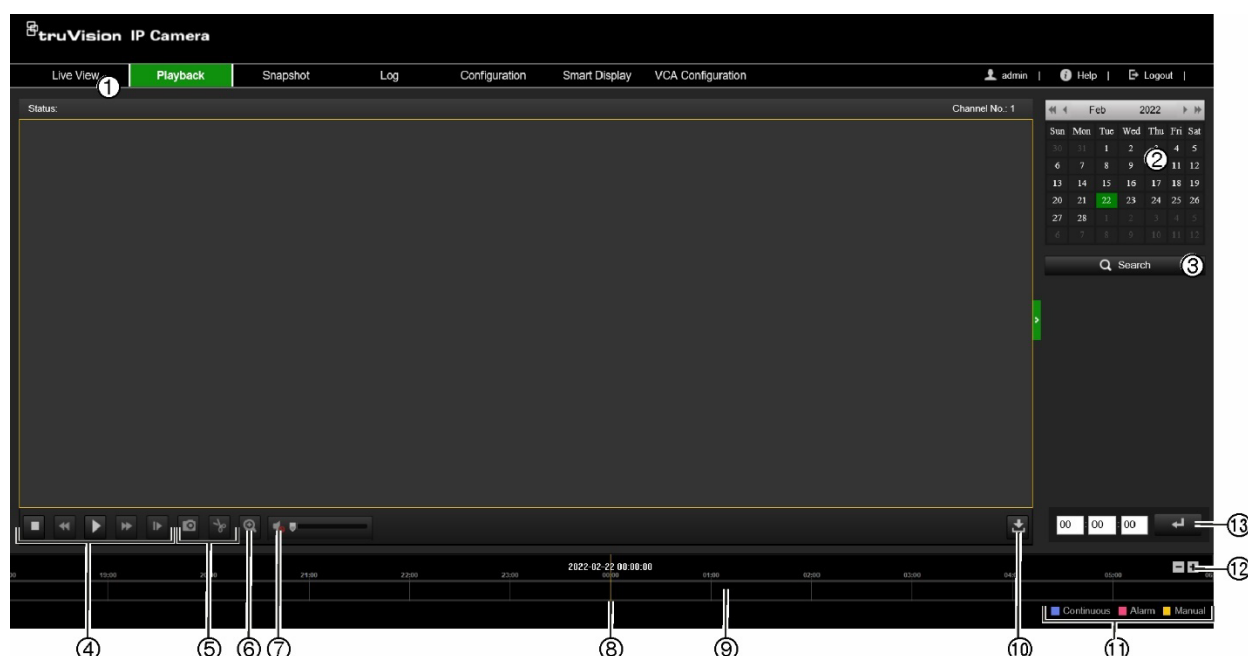 truVision IP Camera
Live View Playback Snapshot Log Configuration Smart Display VCA Configuration admin | Help | Logout |
①
Status: Channel No.: 1
Feb 2022
Sun Mon Tue Wed Thu Fri Sat
30 31 1 2 3 4 5
②
6 7 8 9 11 12
13 14 15 16 17 18 19
20 21 22 23 24 25 26
27 28 1 2 3 4 5
6 7 8 9 10 11 12
Search ③
00 : 00 : 00 ⑬
2022-02-22 00:00:00
19:00 20:00 21:00 22:00 23:00 00:00 01:00 02:00 03:00 04:00 05:00
⑫
Continuous Alarm Manual
④ ⑤ ⑥ ⑦ ⑧ ⑨ ⑩ ⑪